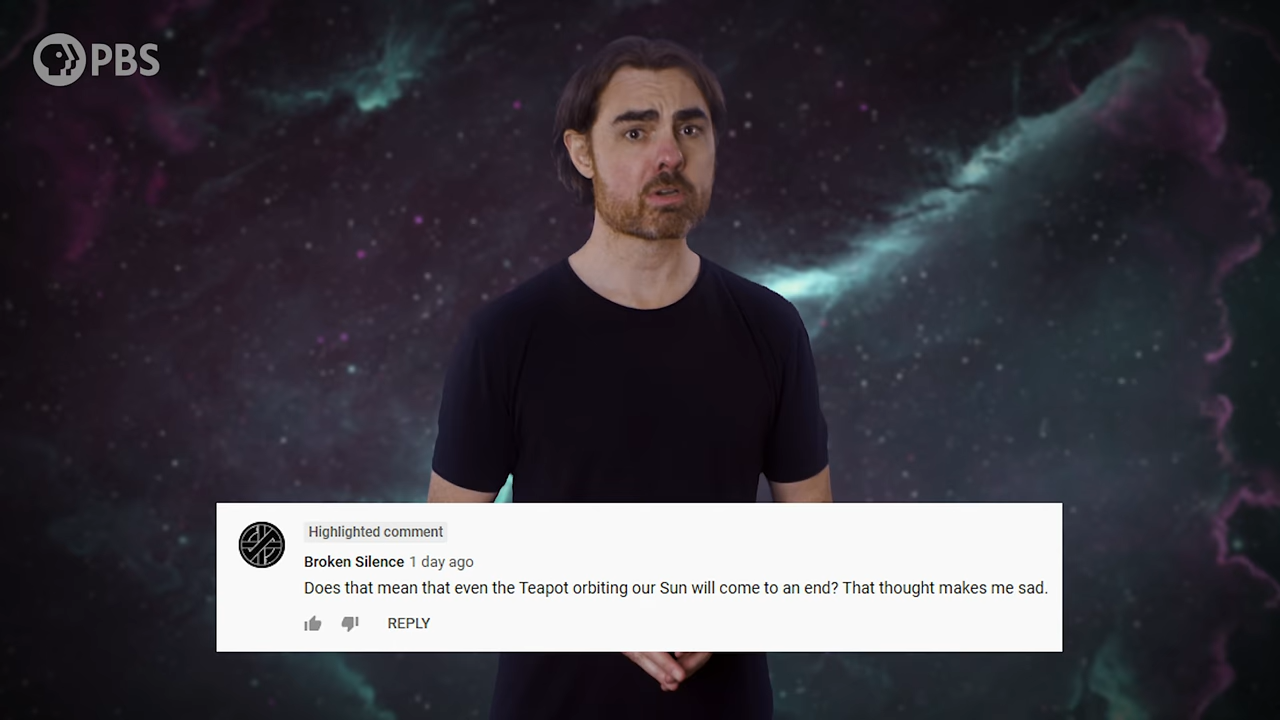 PBS
Highlighted comment
Broken Silence 1 day ago
Does that mean that even the Teapot orbiting our Sun will come to an end? That thought makes me sad.
REPLY